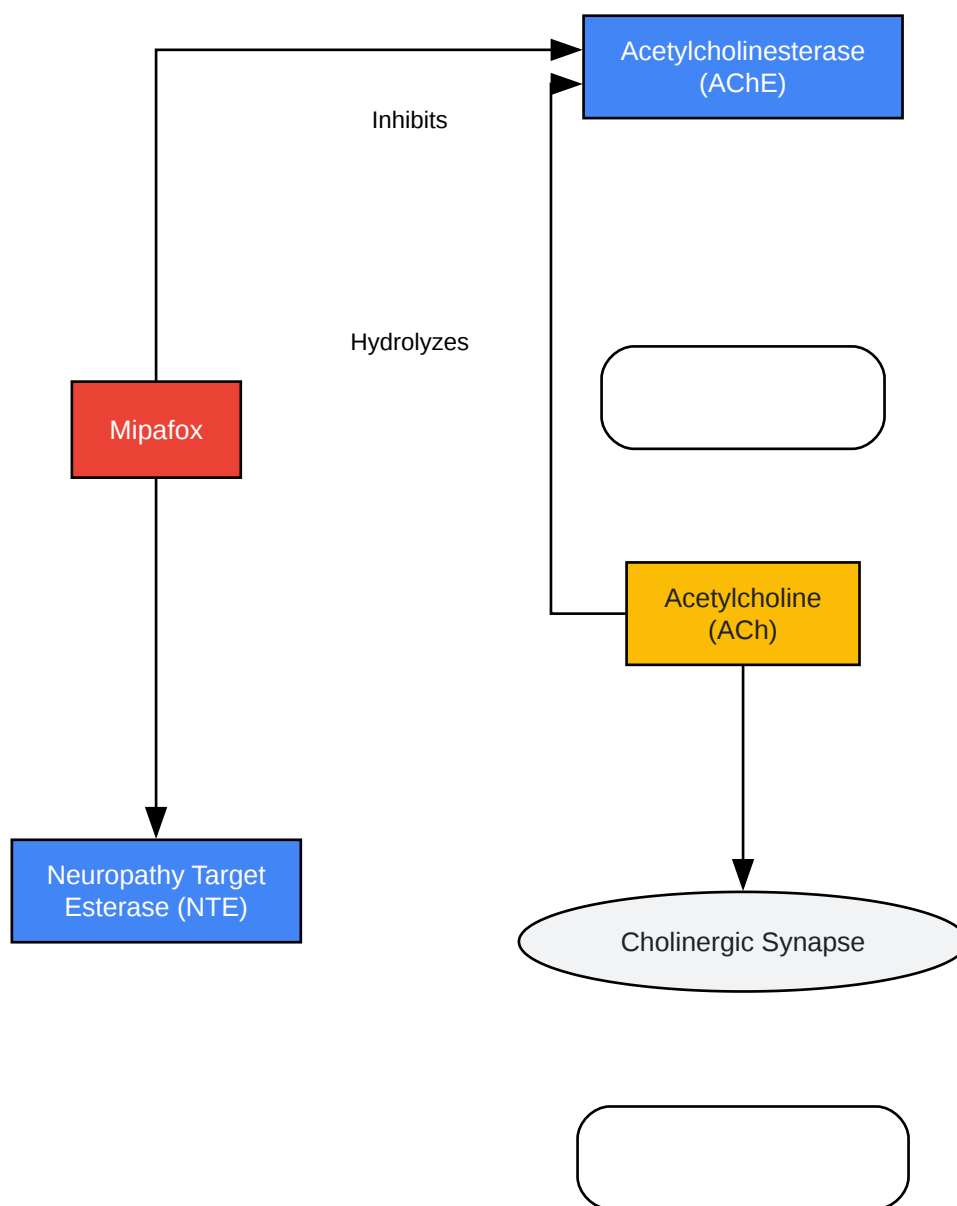 Acetylcholinesterase
(AChE)
Inhibits
Hydrolyzes
Mipafox
Acetylcholine
(ACh)
Neuropathy Target
Esterase (NTE)
Cholinergic Synapse